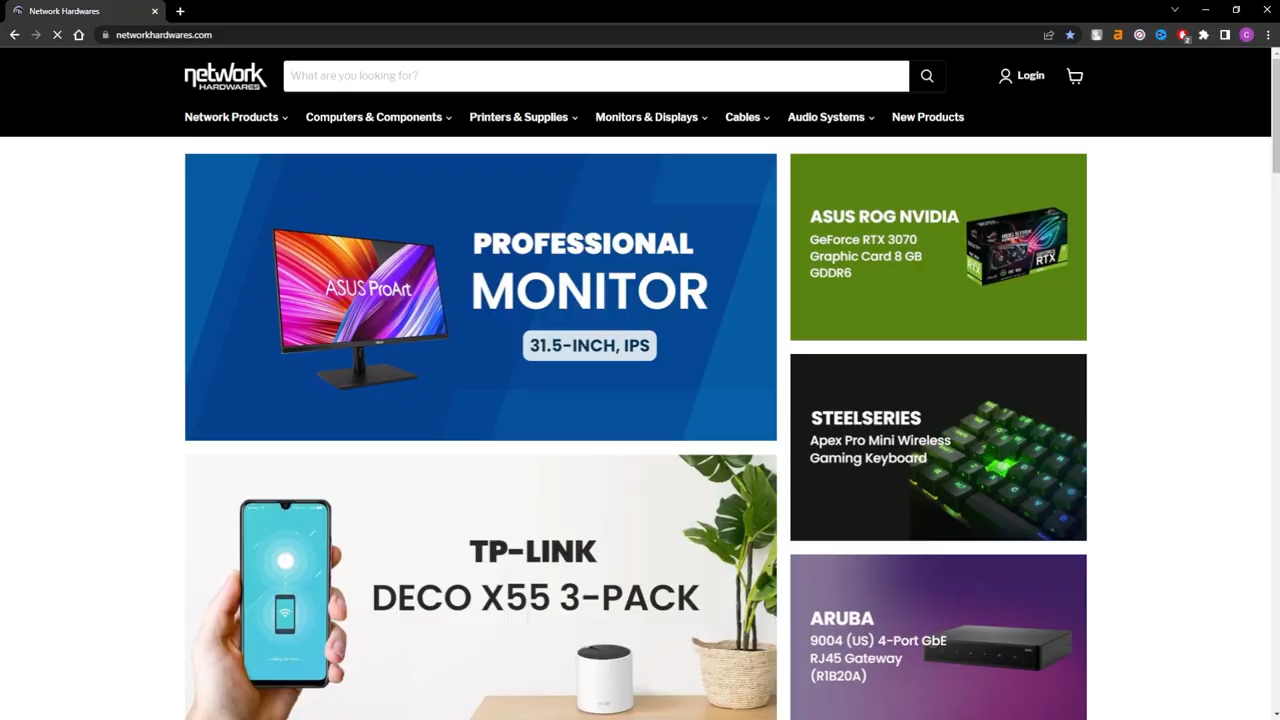 Network Hardwares
networkhardwares.com
2
C
network
HARDWARES
What are you looking for?
Login
Network Products
Computers & Components
Printers & Supplies
Monitors & Displays
Cables
Audio Systems
New Products
ASUS ProArt
PROFESSIONAL
MONITOR
31.5-INCH, IPS
ASUS ROG NVIDIA
GeForce RTX 3070
Graphic Card 8 GB
GDDR6
RTX
STEELSERIES
Apex Pro Mini Wireless
Gaming Keyboard
TP-LINK
DECO X55 3-PACK
ARUBA
9004 (US) 4-Port GbE
RJ45 Gateway
(R1B20A)